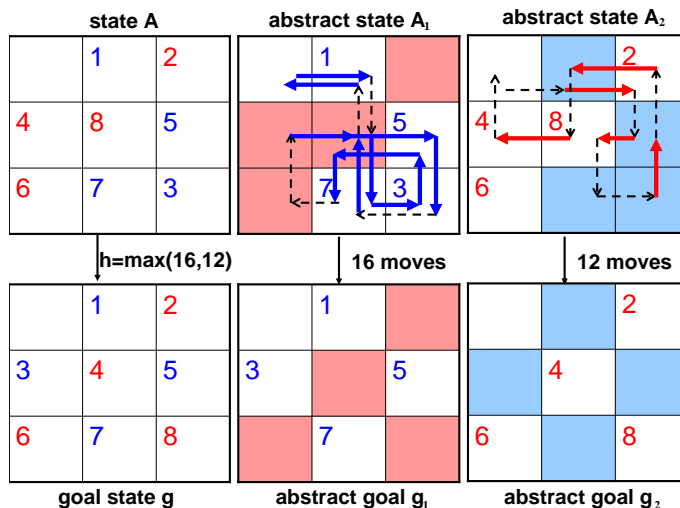 state A abstract state A₁ abstract state A₂
1 2 1 2
4 8 5 5 4 8
6 7 3 7 3 6
h=max(16,12) 16 moves 12 moves
1 2 1 2
3 4 5 3 5 4
6 7 8 7 6 8
goal state g abstract goal g₁ abstract goal g₂